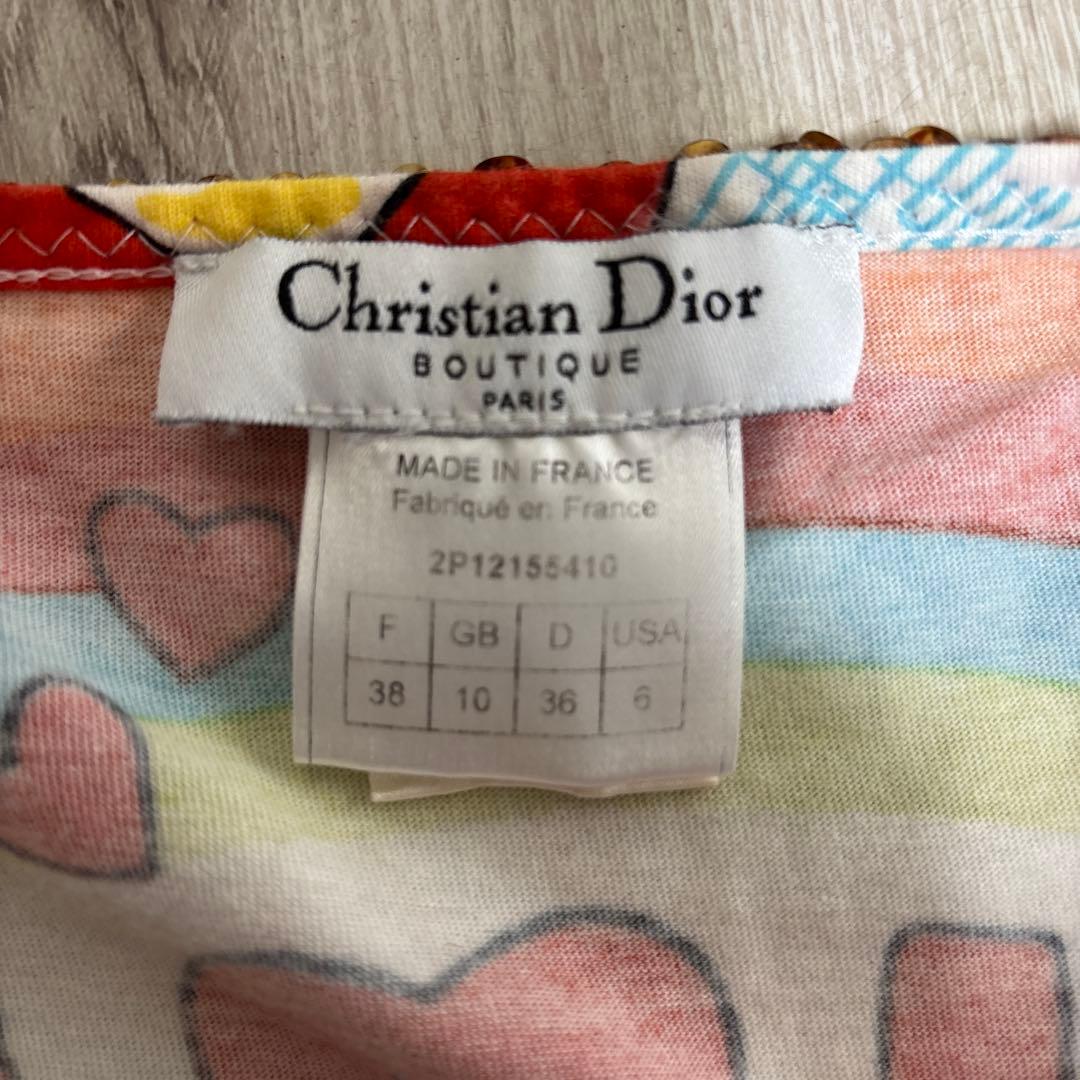 Christian Dior
BOUTIQUE
PARIS
MADE IN FRANCE
Fabriqué en France
2P12155410
F GB D USA
38 10 36 6